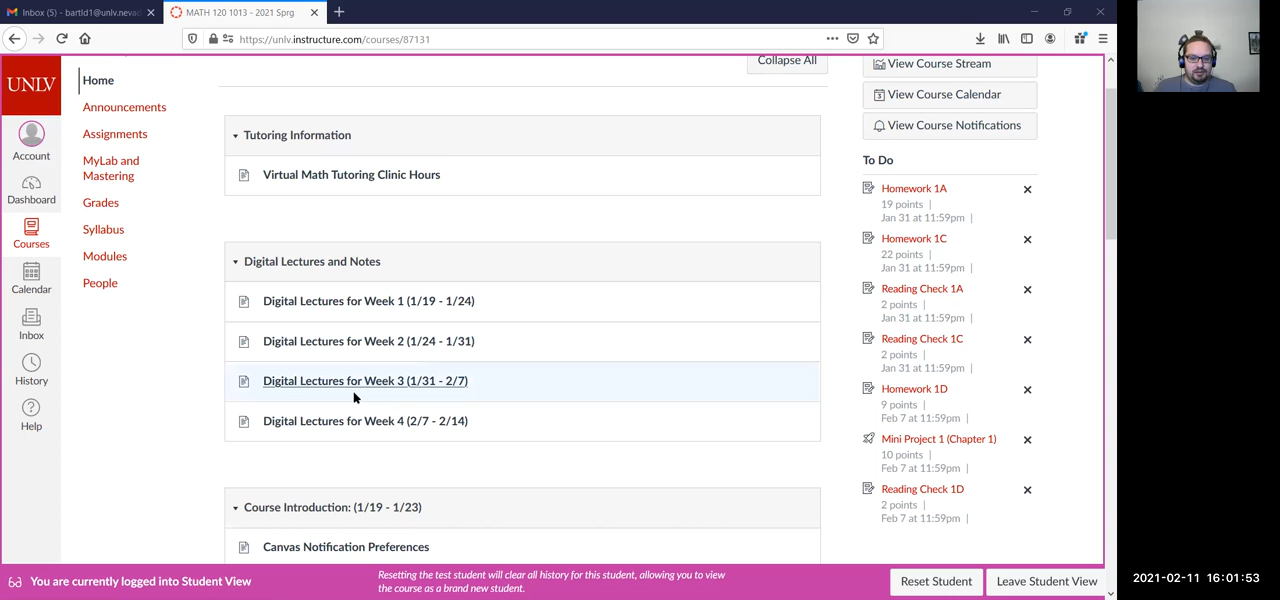 Inbox (5) - bartld1@unlv.neva
MATH 120 1013 - 2021 Sprg
https://unlv.instructure.com/courses/87131
UNLV
Account
Dashboard
Courses
Calendar
Inbox
History
Help
Home
Announcements
Assignments
MyLab and
Mastering
Grades
Syllabus
Modules
People
Collapse All
Tutoring Information
Virtual Math Tutoring Clinic Hours
Digital Lectures and Notes
Digital Lectures for Week 1 (1/19 - 1/24)
Digital Lectures for Week 2 (1/24 - 1/31)
Digital Lectures for Week 3 (1/31 - 2/7)
Digital Lectures for Week 4 (2/7 - 2/14)
Course Introduction: (1/19 - 1/23)
Canvas Notification Preferences
View Course Stream
View Course Calendar
View Course Notifications
To Do
Homework 1A
19 points |
Jan 31 at 11:59pm |
Homework 1C
22 points |
Jan 31 at 11:59pm |
Reading Check 1A
2 points |
Jan 31 at 11:59pm |
Reading Check 1C
2 points |
Jan 31 at 11:59pm |
Homework 1D
9 points |
Feb 7 at 11:59pm |
Mini Project 1 (Chapter 1)
10 points |
Feb 7 at 11:59pm |
Reading Check 1D
2 points |
Feb 7 at 11:59pm |
You are currently logged into Student View
Resetting the test student will clear all history for this student, allowing you to view
the course as a brand new student.
Reset Student
Leave Student View
2021-02-11 16:01:53